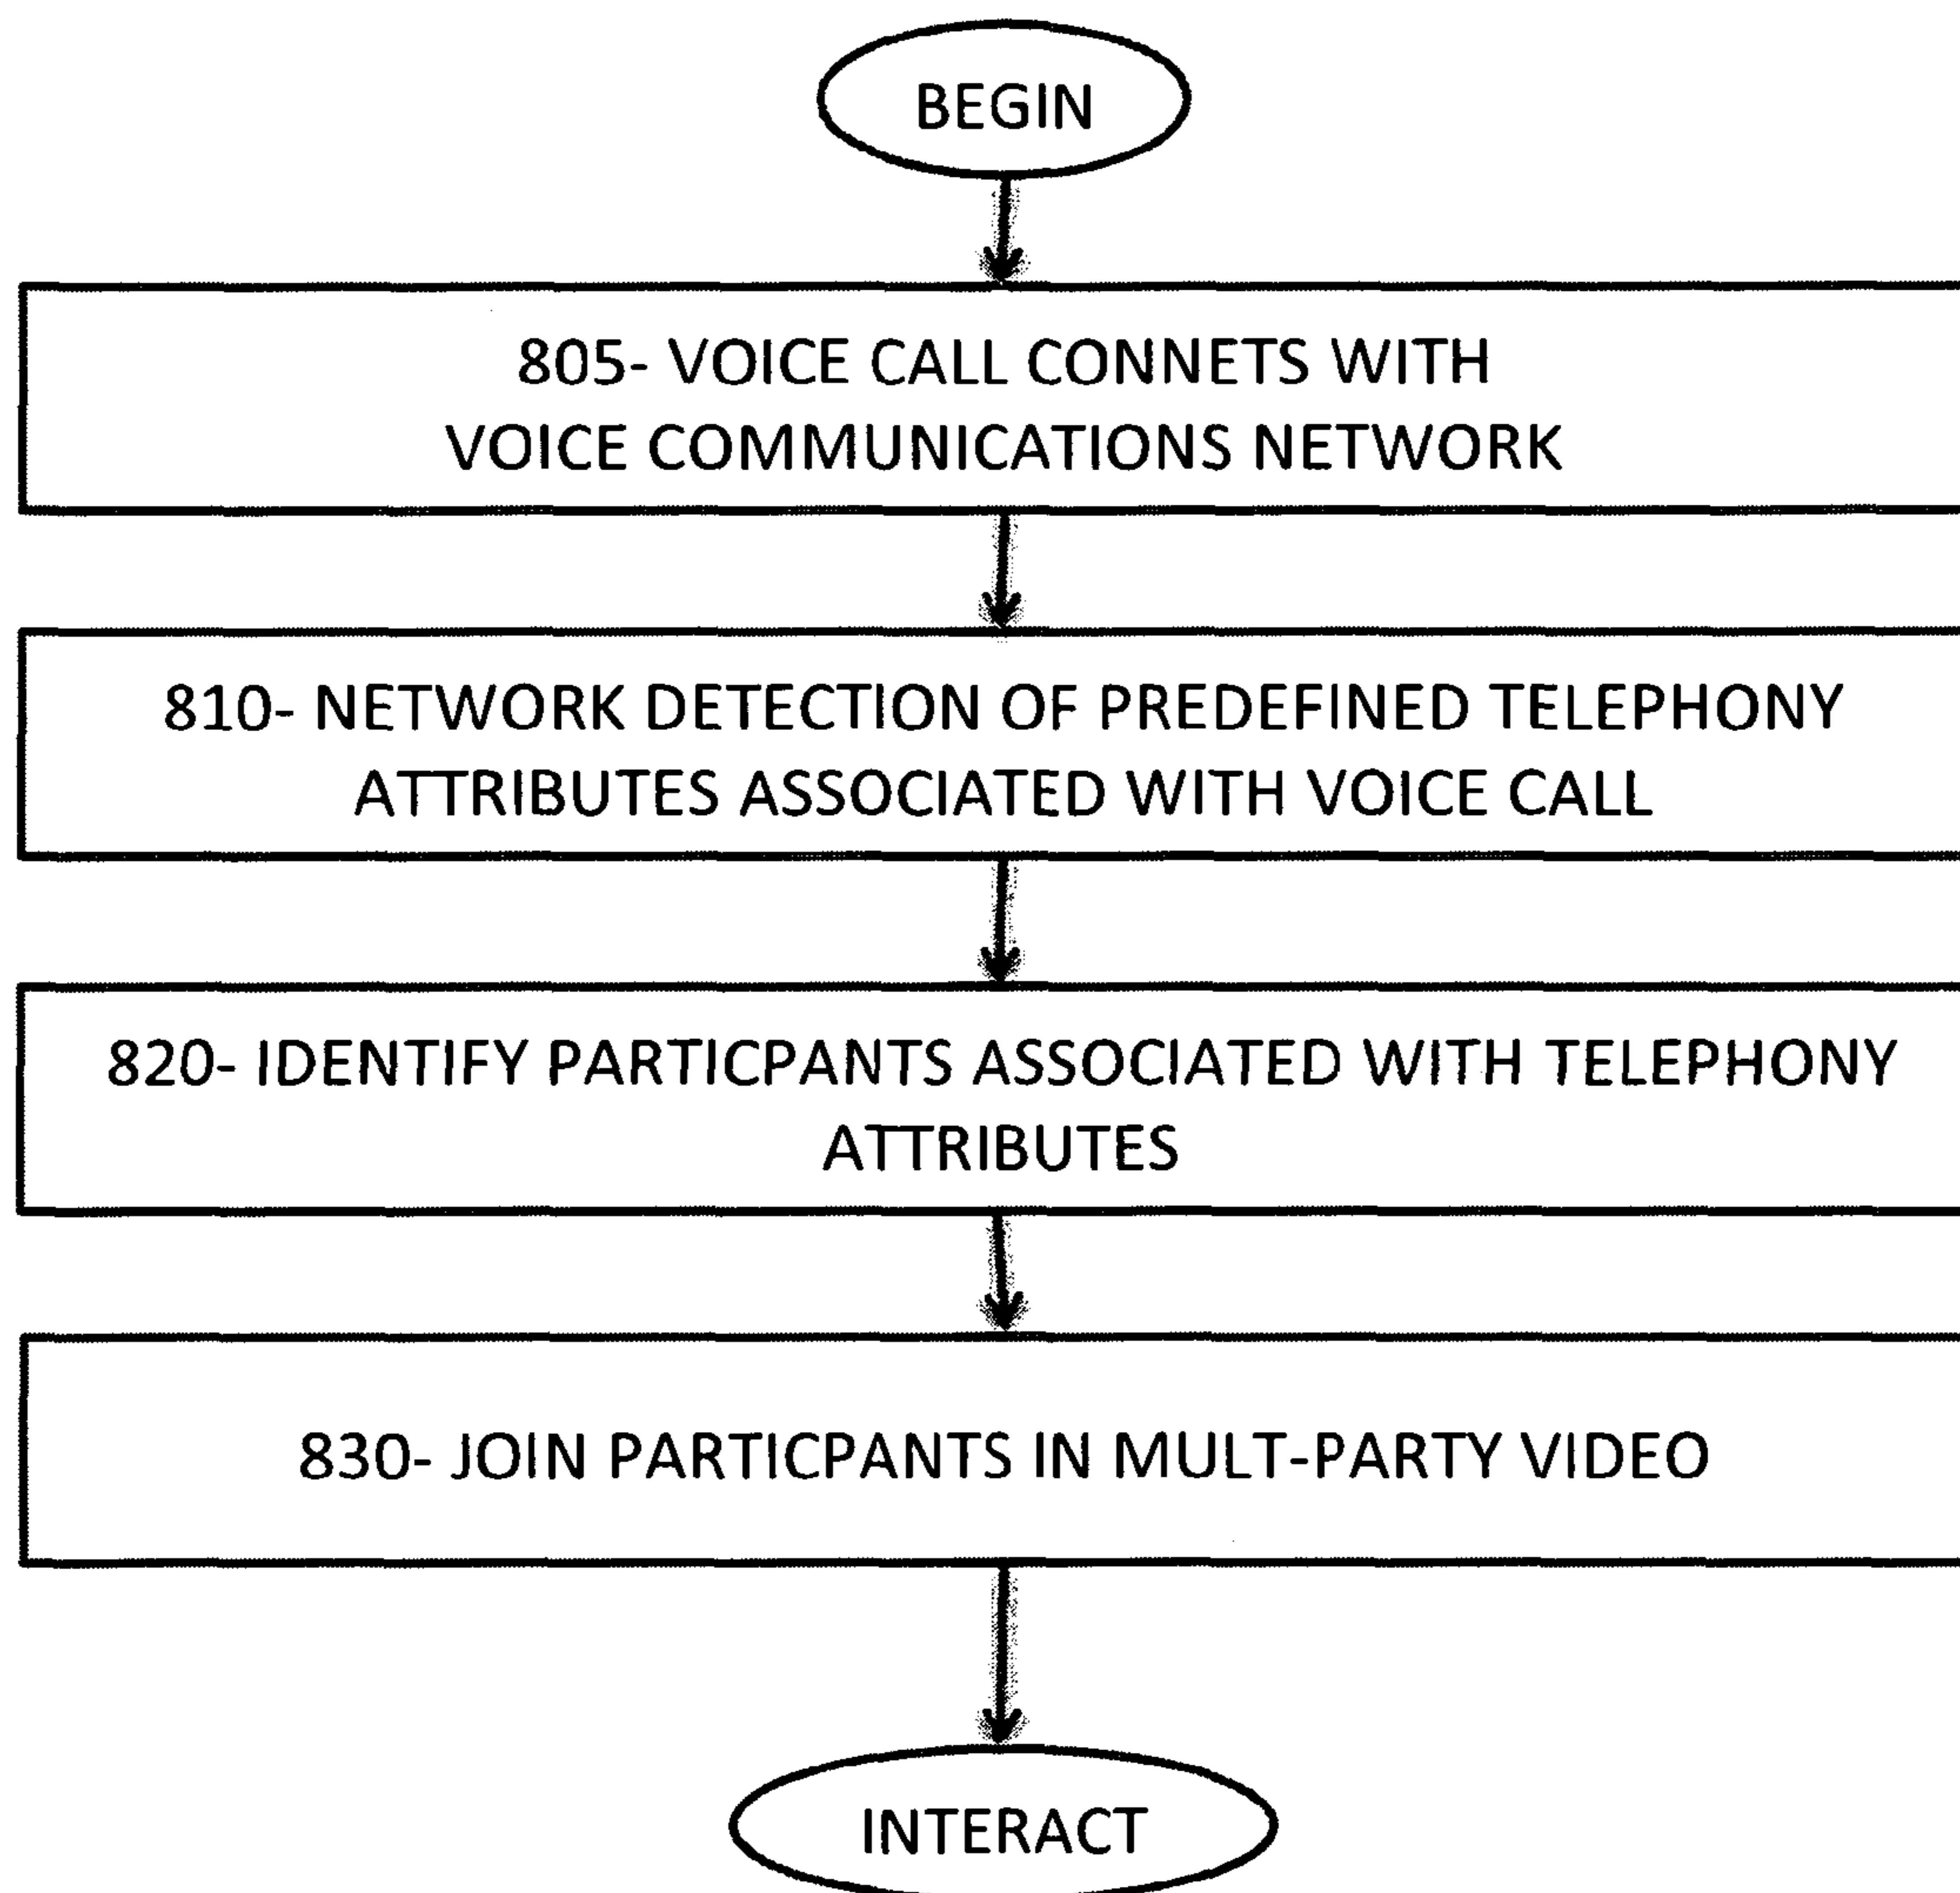 BEGIN
805- VOICE CALL CONNETS WITH
VOICE COMMUNICATIONS NETWORK
810- NETWORK DETECTION OF PREDEFINED TELEPHONY
ATTRIBUTES ASSOCIATED WITH VOICE CALL
820- IDENTIFY PARTICPANTS ASSOCIATED WITH TELEPHONY
ATTRIBUTES
830- JOIN PARTICPANTS IN MULT-PARTY VIDEO
INTERACT